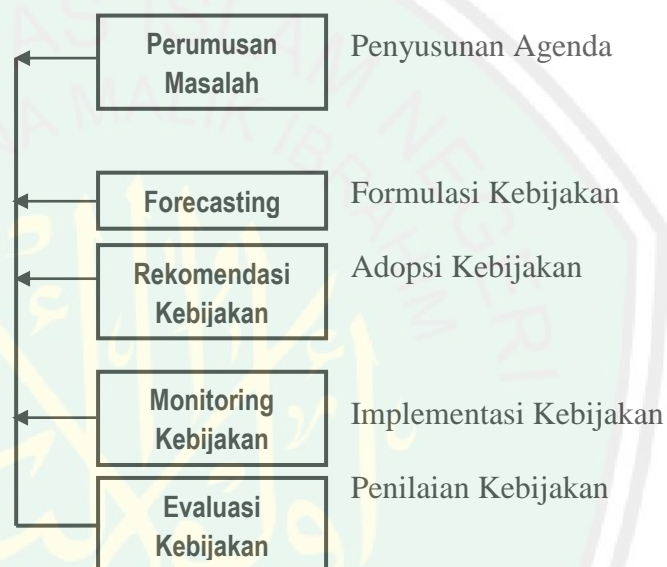 Perumusan
Masalah
Penyusunan Agenda
Forecasting
Formulasi Kebijakan
Rekomendasi
Kebijakan
Adopsi Kebijakan
Monitoring
Kebijakan
Implementasi Kebijakan
Evaluasi
Kebijakan
Penilaian Kebijakan